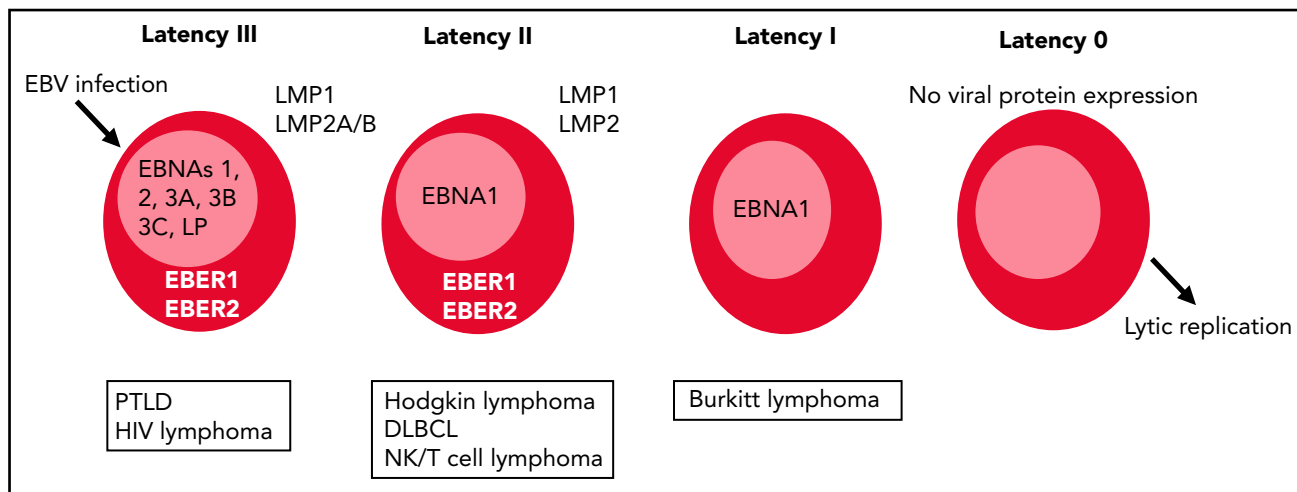 Latency III
EBV infection
LMP1
LMP2A/B
EBNAs 1,
2, 3A, 3B
3C, LP
EBER1
EBER2
PTLD
HIV lymphoma
Latency II
LMP1
LMP2
EBNA1
EBER1
EBER2
Hodgkin lymphoma
DLBCL
NK/T cell lymphoma
Latency I
EBNA1
Burkitt lymphoma
Latency 0
No viral protein expression
Lytic replication